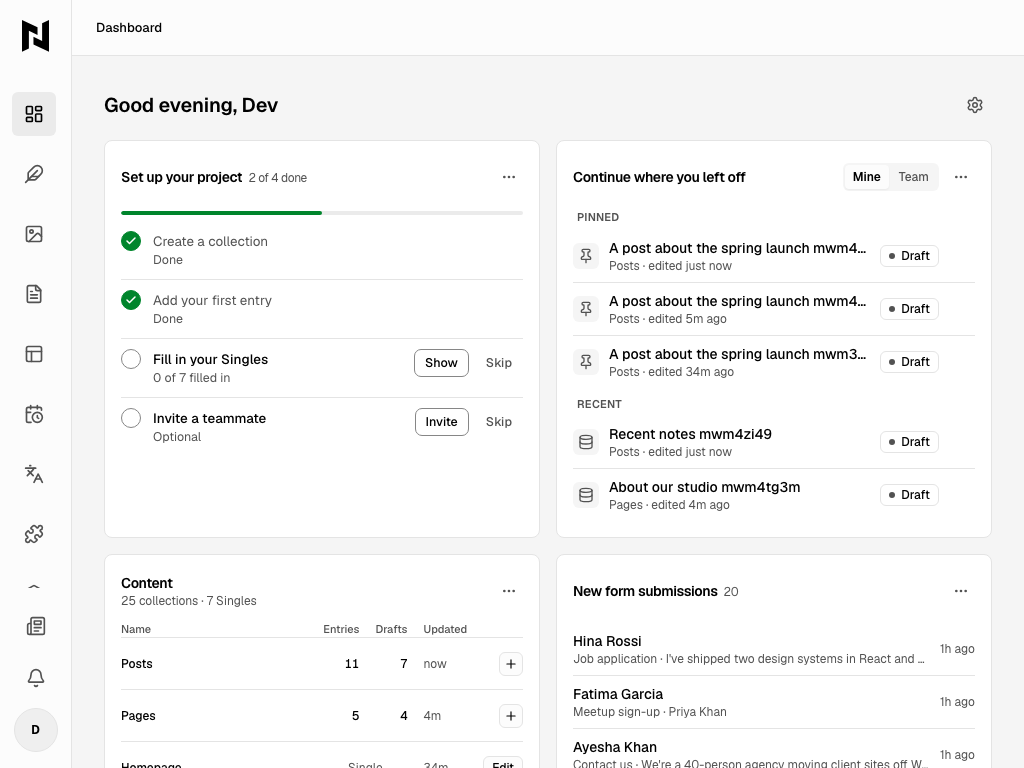 Dashboard
Good evening, Dev
Set up your project 2 of 4 done
Create a collection
Done
Add your first entry
Done
Fill in your Singles
0 of 7 filled in
Show
Skip
Invite a teammate
Optional
Invite
Skip
Continue where you left off
Mine
Team
PINNED
A post about the spring launch mwm4...
Posts · edited just now
Draft
A post about the spring launch mwm4...
Posts · edited 5m ago
Draft
A post about the spring launch mwm3...
Posts · edited 34m ago
Draft
RECENT
Recent notes mwm4zi49
Posts · edited just now
Draft
About our studio mwm4tg3m
Pages · edited 4m ago
Draft
Content
25 collections · 7 Singles
Name Entries Drafts Updated
Posts 11 7 now
Pages 5 4 4m
Homepage Single 34m Edit
New form submissions 20
Hina Rossi
Job application · I've shipped two design systems in React and ...
1h ago
Fatima Garcia
Meetup sign-up · Priya Khan
1h ago
Ayesha Khan
Contact us · We're a 40-person agency moving client sites off W...
1h ago
D